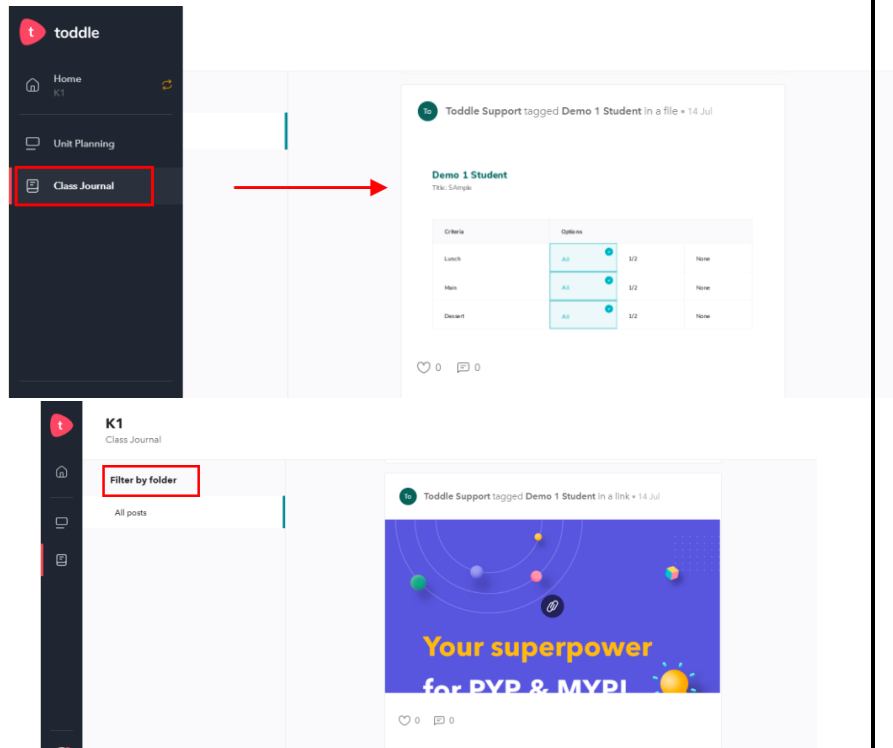 toddle
Home
K1
Unit Planning
Class Journal
To Toddle Support tagged Demo 1 Student in a file • 14 Jul
Demo 1 Student
Title: SAmple
Criteria Options
Lunch All 1/2 None
Main All 1/2 None
Dessert All 1/2 None
0 0
K1
Class Journal
Filter by folder
All posts
To Toddle Support tagged Demo 1 Student in a link • 14 Jul
Your superpower
for PYP & MYP!
0 0